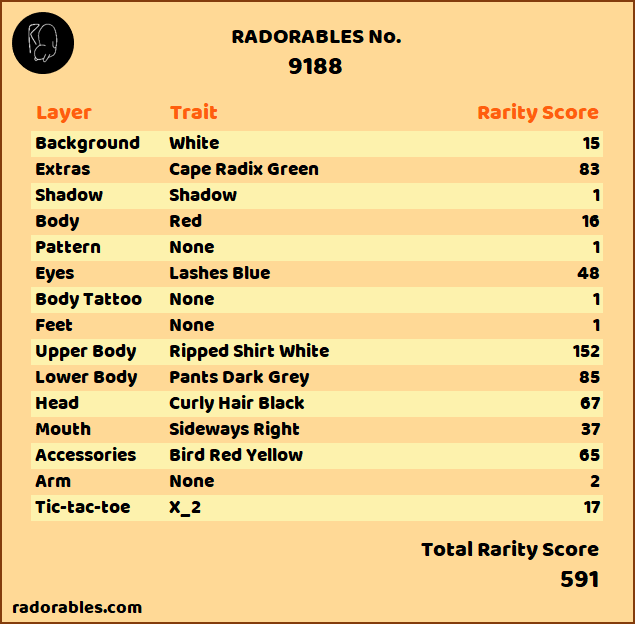 RADORABLES No.
9188
Layer Trait Rarity Score
Background White 15
Extras Cape Radix Green 83
Shadow Shadow 1
Body Red 16
Pattern None 1
Eyes Lashes Blue 48
Body Tattoo None 1
Feet None 1
Upper Body Ripped Shirt White 152
Lower Body Pants Dark Grey 85
Head Curly Hair Black 67
Mouth Sideways Right 37
Accessories Bird Red Yellow 65
Arm None 2
Tic-tac-toe X_2 17
Total Rarity Score
591
radorables.com